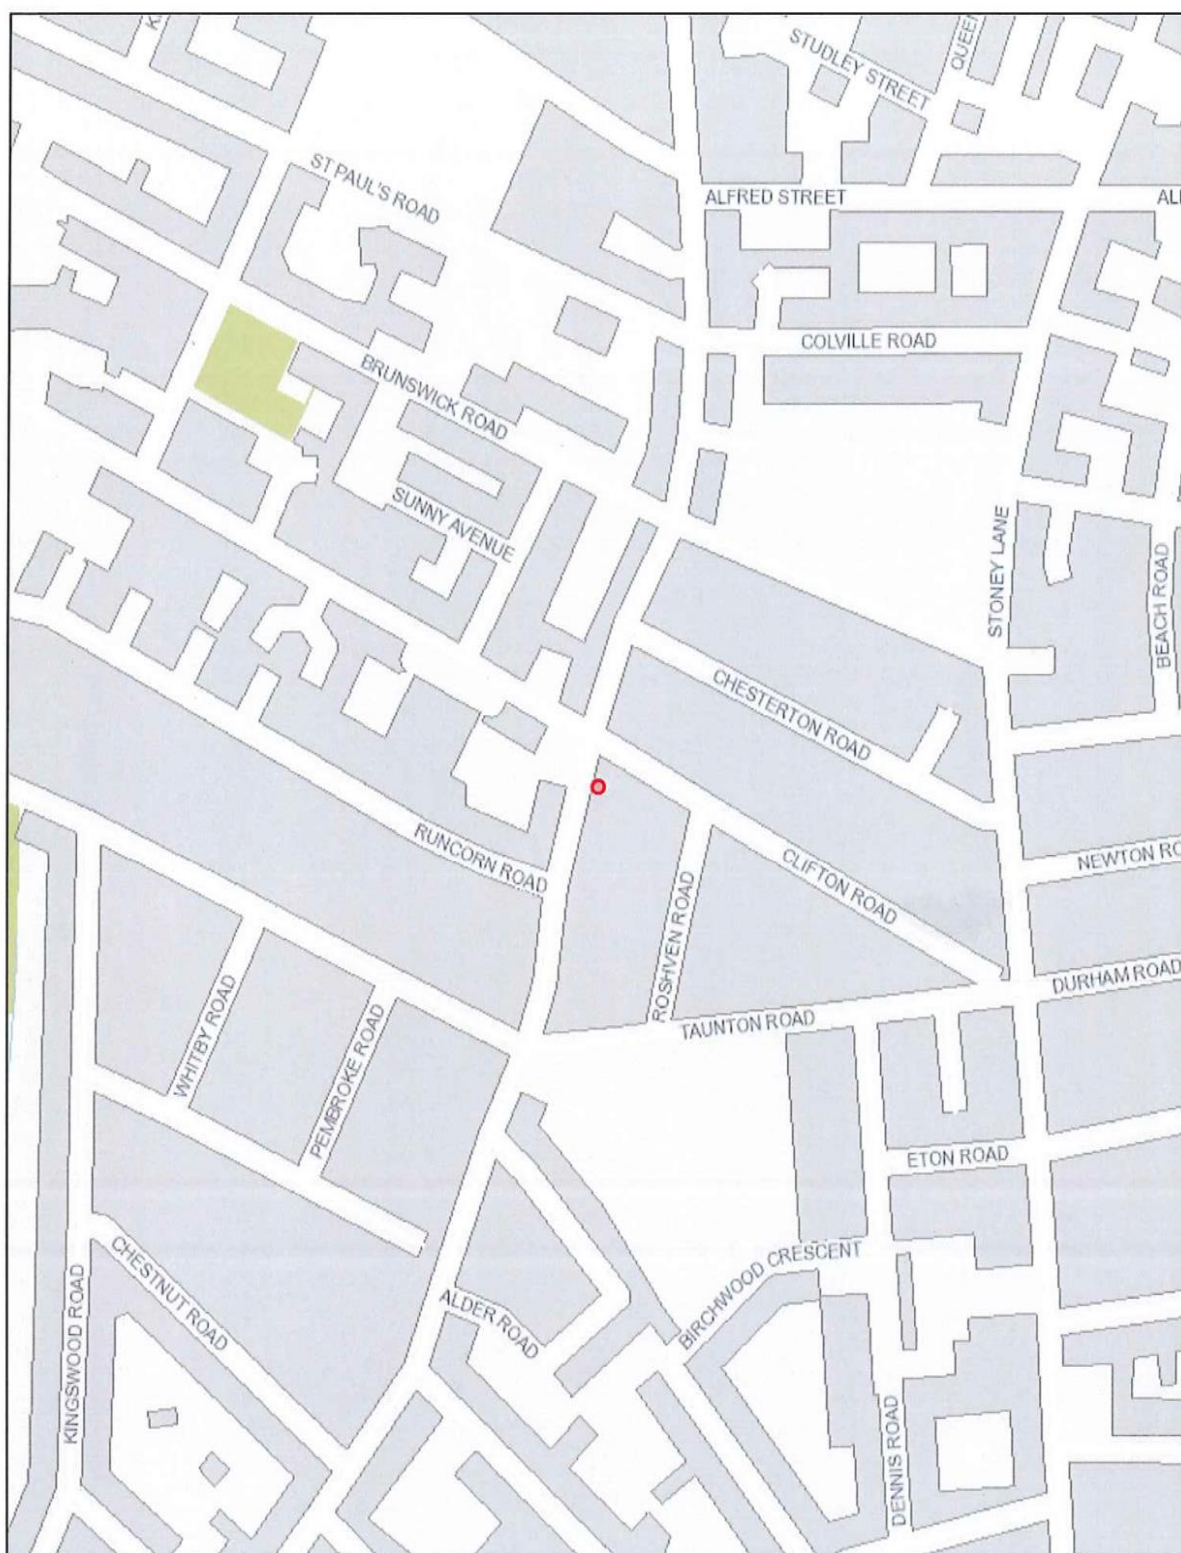 STUDLEY STREET
ST PAUL'S ROAD
ALFRED STREET
COLVILLE ROAD
BRUNSWICK ROAD
SUNNY AVENUE
STONEY LANE
BEACH ROAD
CHESTERTON ROAD
RUNCORN ROAD
CLIFTON ROAD
NEWTON RO
ROSHVEN ROAD
DURHAM ROAD
TAUNTON ROAD
WHITBY ROAD
PEMBROKE ROAD
ETON ROAD
CHESTNUT ROAD
BIRCHWOOD CRESCENT
KINGSWOOD ROAD
ALDER ROAD
DENNIS ROAD